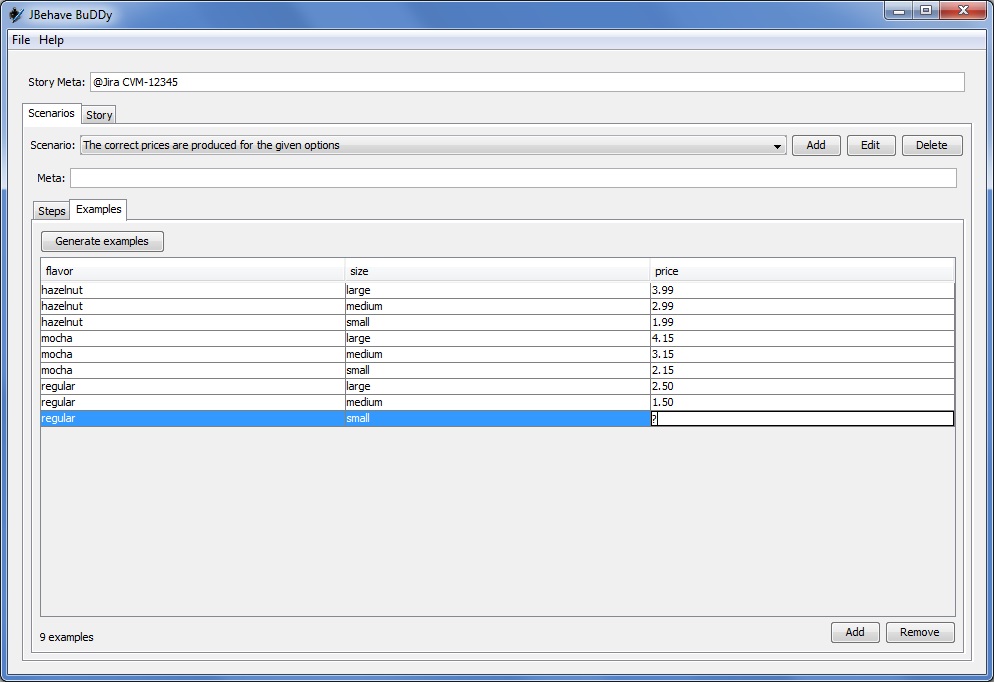 JBehave BuDDy
File Help
Story Meta: @Jira CVM-12345
Scenarios Story
Scenario: The correct prices are produced for the given options Add Edit Delete
Meta:
Steps Examples
Generate examples
flavor size price
hazelnut large 3.99
hazelnut medium 2.99
hazelnut small 1.99
mocha large 4.15
mocha medium 3.15
mocha small 2.15
regular large 2.50
regular medium 1.50
regular small ?
9 examples Add Remove